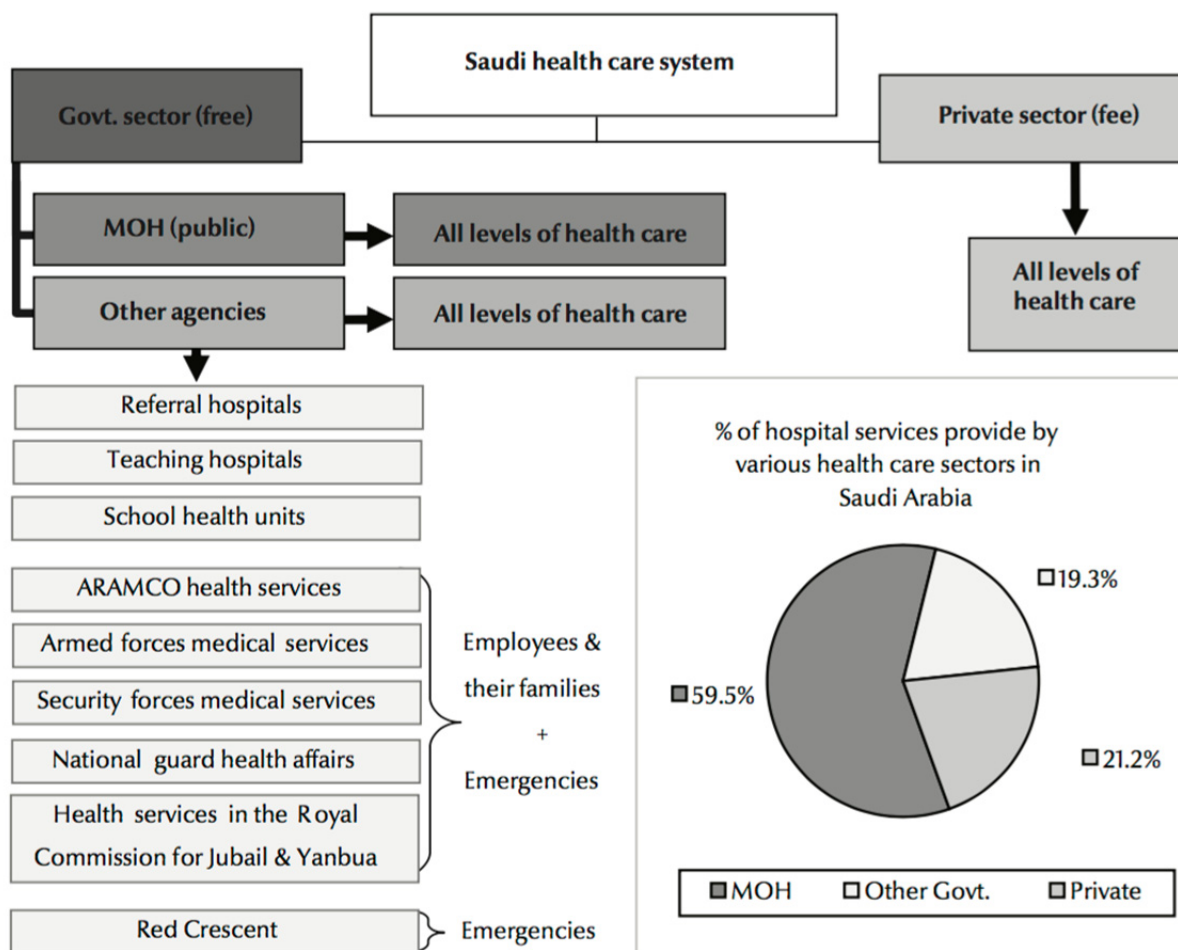 Saudi health care system
Govt. sector (free)
Private sector (fee)
MOH (public)
All levels of health care
Other agencies
All levels of health care
All levels of
health care
Referral hospitals
Teaching hospitals
School health units
ARAMCO health services
Armed forces medical services
Security forces medical services
National guard health affairs
Health services in the Royal
Commission for Jubail & Yanbua
Employees &
their families
+
Emergencies
Red Crescent
Emergencies
% of hospital services provide by
various health care sectors in
Saudi Arabia
19.3%
59.5%
21.2%
MOH
Other Govt.
Private